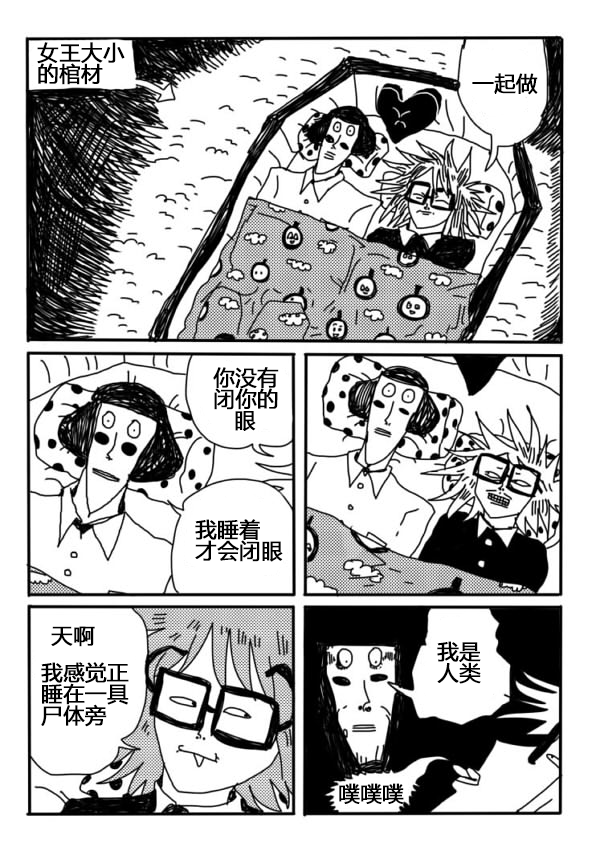 女王大小
的棺材
一起做
你没有
闭你的
眼
我睡着
才会闭眼
天啊
我感觉正
睡在一具
尸体旁
我是
人类
噗噗噗